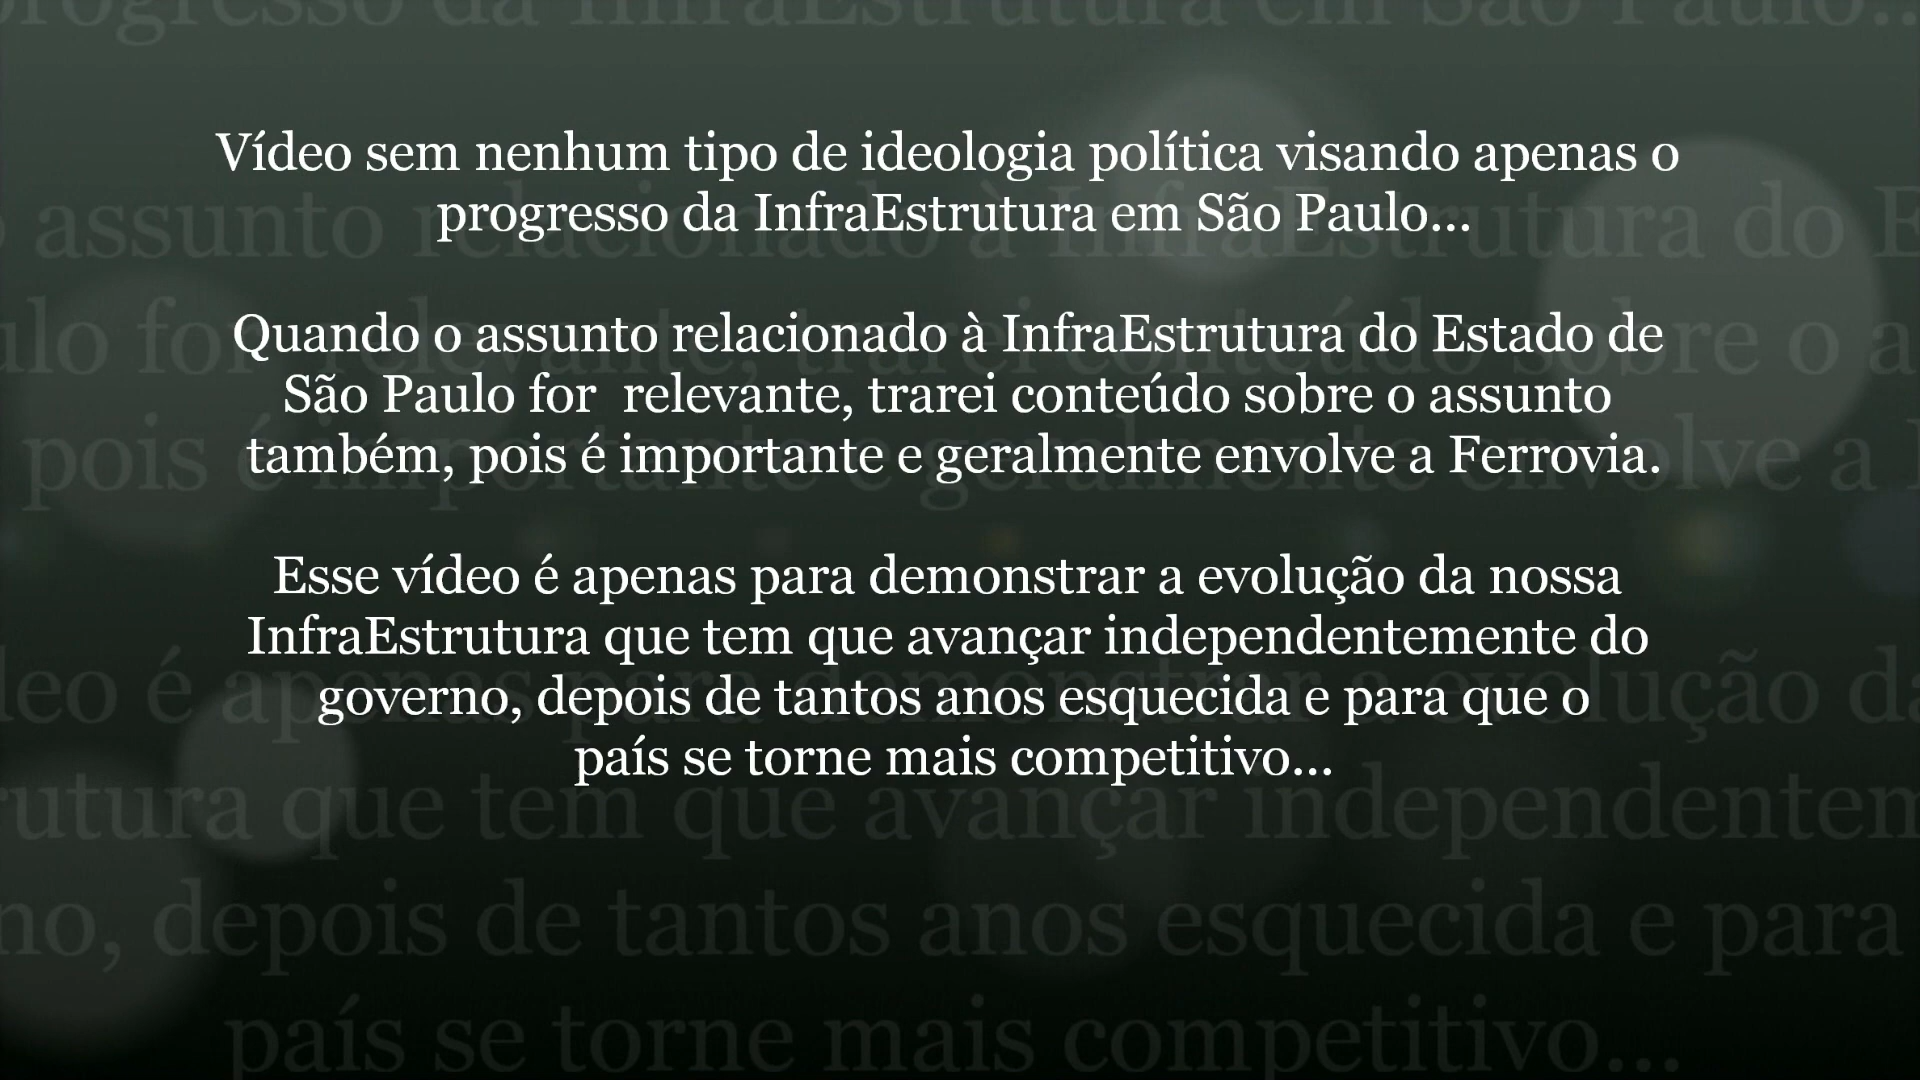 Vídeo sem nenhum tipo de ideologia política visando apenas o
progresso da InfraEstrutura em São Paulo...
Quando o assunto relacionado à InfraEstrutura do Estado de
São Paulo for  relevante, trarei conteúdo sobre o assunto
também, pois é importante e geralmente envolve a Ferrovia.
Esse vídeo é apenas para demonstrar a evolução da nossa
InfraEstrutura que tem que avançar independentemente do
governo, depois de tantos anos esquecida e para que o
país se torne mais competitivo...